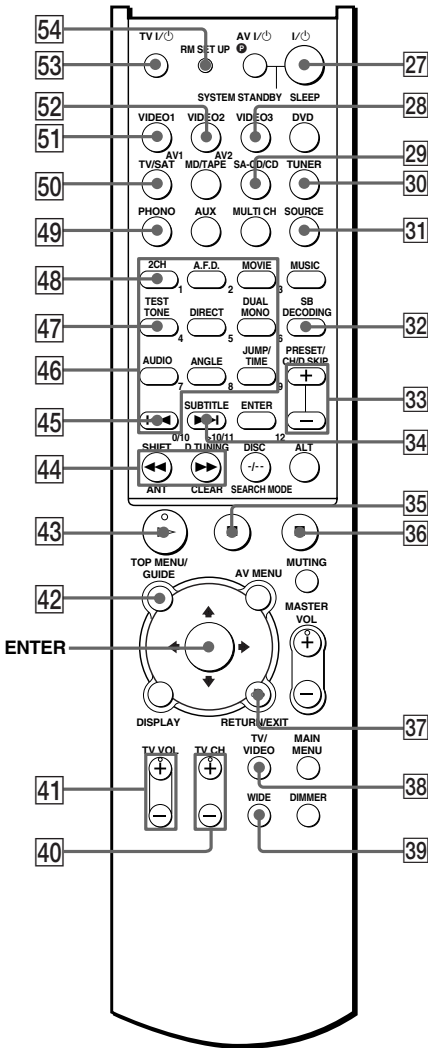 54
TV I/⏻
RM SET UP
AV I/⏻
I/⏻
P
53
27
SYSTEM STANDBY SLEEP
52
28
VIDEO1 VIDEO2 VIDEO3 DVD
51
29
AV1 AV2
TV/SAT MD/TAPE SA-CD/CD TUNER
50
30
PHONO AUX MULTI CH SOURCE
49
31
2CH A.F.D. MOVIE MUSIC
48
1 2 3
TEST TONE DIRECT DUAL MONO SB DECODING
47
32
4 5 6
AUDIO ANGLE JUMP/TIME PRESET/CH/D.SKIP
46
+
33
7 8 9
SUBTITLE ENTER
45
−
0/10 >10/11 12
34
SHIFT D.TUNING DISC ALT
44
-/--
ANT CLEAR SEARCH MODE
35
43
36
TOP MENU/GUIDE AV MENU MUTING
42
MASTER VOL
+
ENTER
−
DISPLAY RETURN/EXIT
37
TV VOL TV CH TV/VIDEO MAIN MENU
41
+ +
38
WIDE DIMMER
− −
40
39